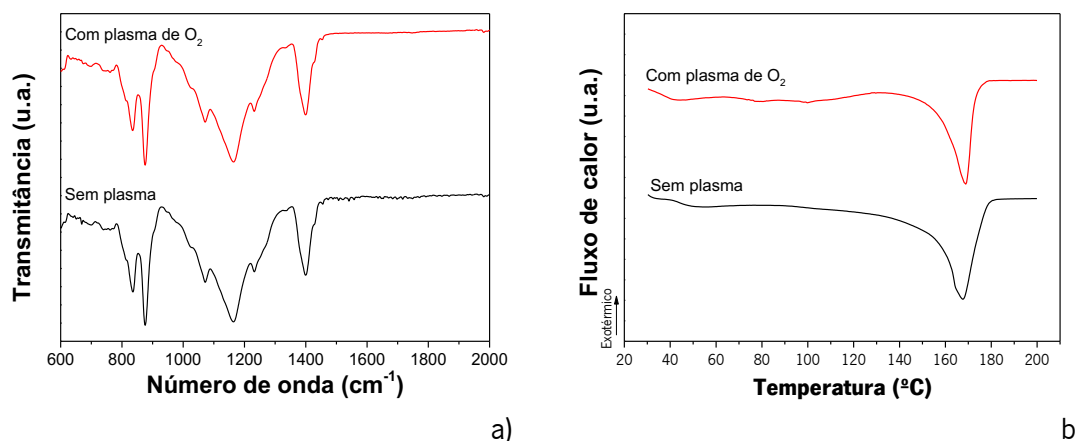 Com plasma de O2
Sem plasma
Transmitância (u.a.)
600 800 1000 1200 1400 1600 1800 2000
Número de onda (cm-1)
a)
Com plasma de O2
Sem plasma
Fluxo de calor (u.a.)
Exotérmico
20 40 60 80 100 120 140 160 180 200
Temperatura (ºC)
b